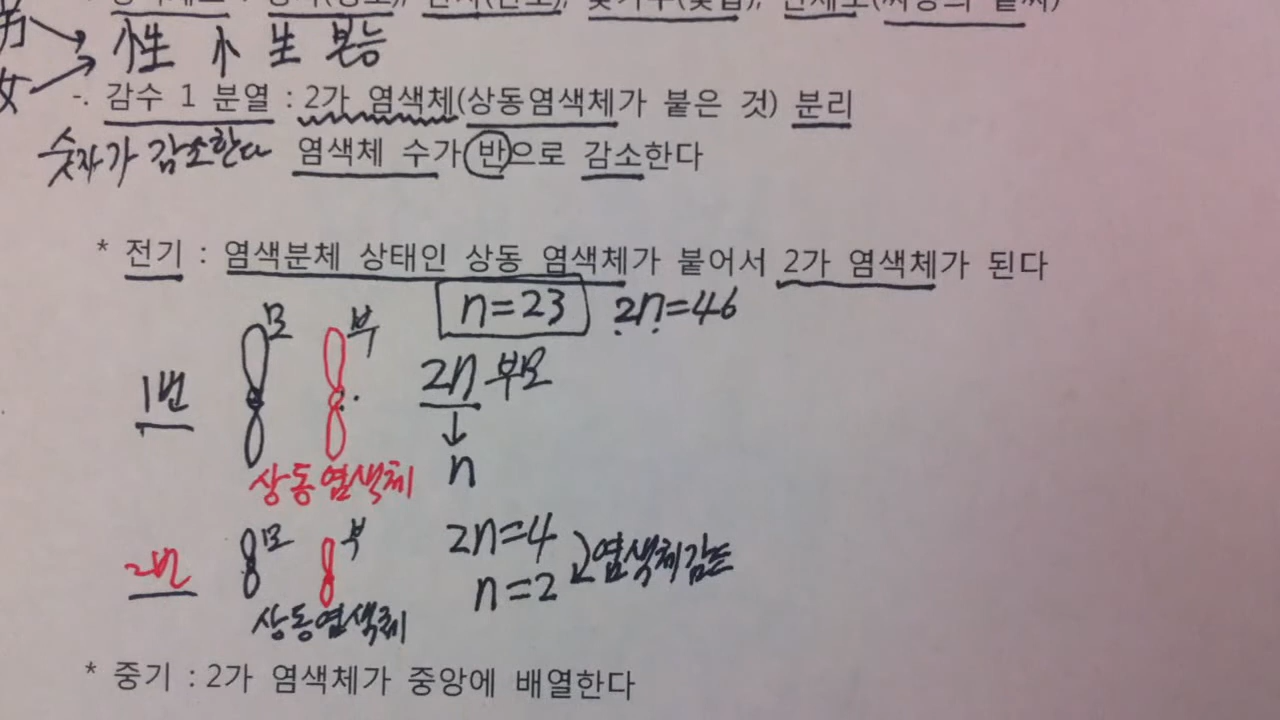 男
性 忄 生 본능
女
-. 감수 1 분열 : 2가 염색체(상동염색체가 붙은 것) 분리
숫자가 감소한다 염색체 수가 반으로 감소한다
* 전기 : 염색분체 상태인 상동 염색체가 붙어서 2가 염색체가 된다
n=23 2n=46
모 부
1번 2n 부모
↓
n
상동염색체
모 부 2n=4
2번 n=2 염색체감소
상동염색체
* 중기 : 2가 염색체가 중앙에 배열한다